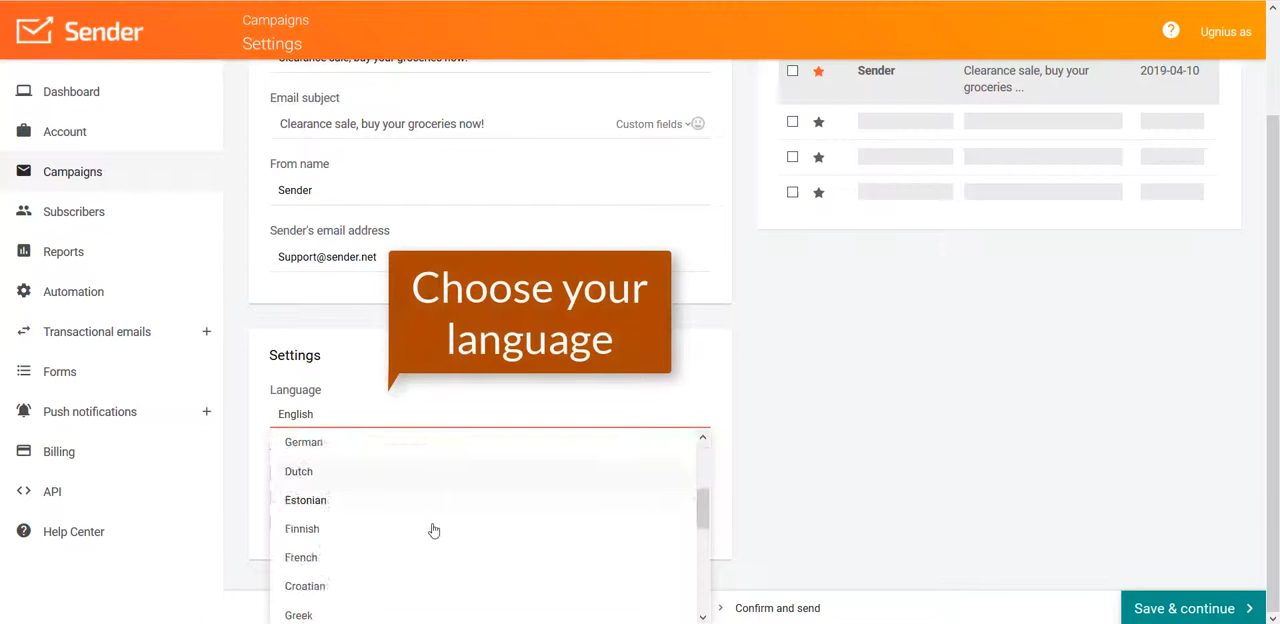 Sender
Campaigns
Settings
Ugnius as
Dashboard
Account
Campaigns
Subscribers
Reports
Automation
Transactional emails
Forms
Push notifications
Billing
API
Help Center
Clearance sale, buy your groceries now!
Email subject
Clearance sale, buy your groceries now!
Custom fields
From name
Sender
Sender's email address
Support@sender.net
Choose your
language
Settings
Language
English
German
Dutch
Estonian
Finnish
French
Croatian
Greek
Sender
Clearance sale, buy your
groceries ...
2019-04-10
Confirm and send
Save & continue